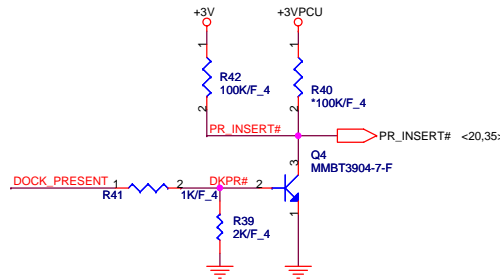 +3V
+3VPCU
1
1
R42
100K/F_4
R40
*100K/F_4
2
2
PR_INSERT#
PR_INSERT# <20,35>
3
Q4
MMBT3904-7-F
DOCK_PRESENT
1
2
DKPR#
2
R41
1K/F_4
1
R39
2K/F_4